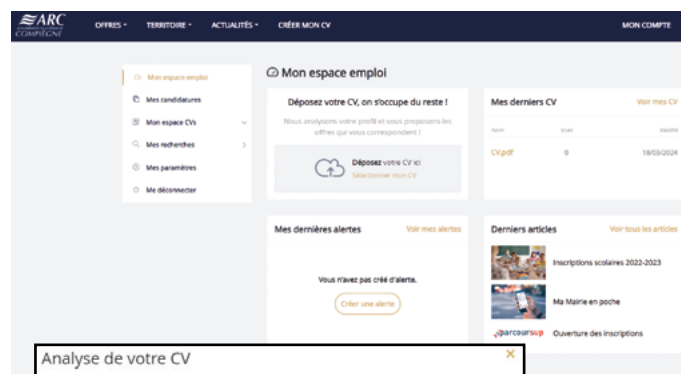 ARC
COMPIÈGNE
OFFRES
TERRITOIRE
ACTUALITÉS
CRÉER MON CV
MON COMPTE
Mon espace emploi
Mes candidatures
Mon espace CVs
Mes recherches
Mes paramètres
Me déconnecter
Mon espace emploi
Déposez votre CV, on s'occupe du reste !
Nous analysons votre profil et vous proposons les
offres qui vous correspondent !
Déposez votre CV ici
Sélectionner mon CV
Mes derniers CV
Voir mes CV
CV.pdf
0
18/03/2024
Mes dernières alertes
Voir mes alertes
Vous n'avez pas créé d'alerte.
Créer une alerte
Derniers articles
Voir tous les articles
Inscriptions scolaires 2022-2023
Ma Mairie en poche
parcoursup
Ouverture des inscriptions
Analyse de votre CV
×